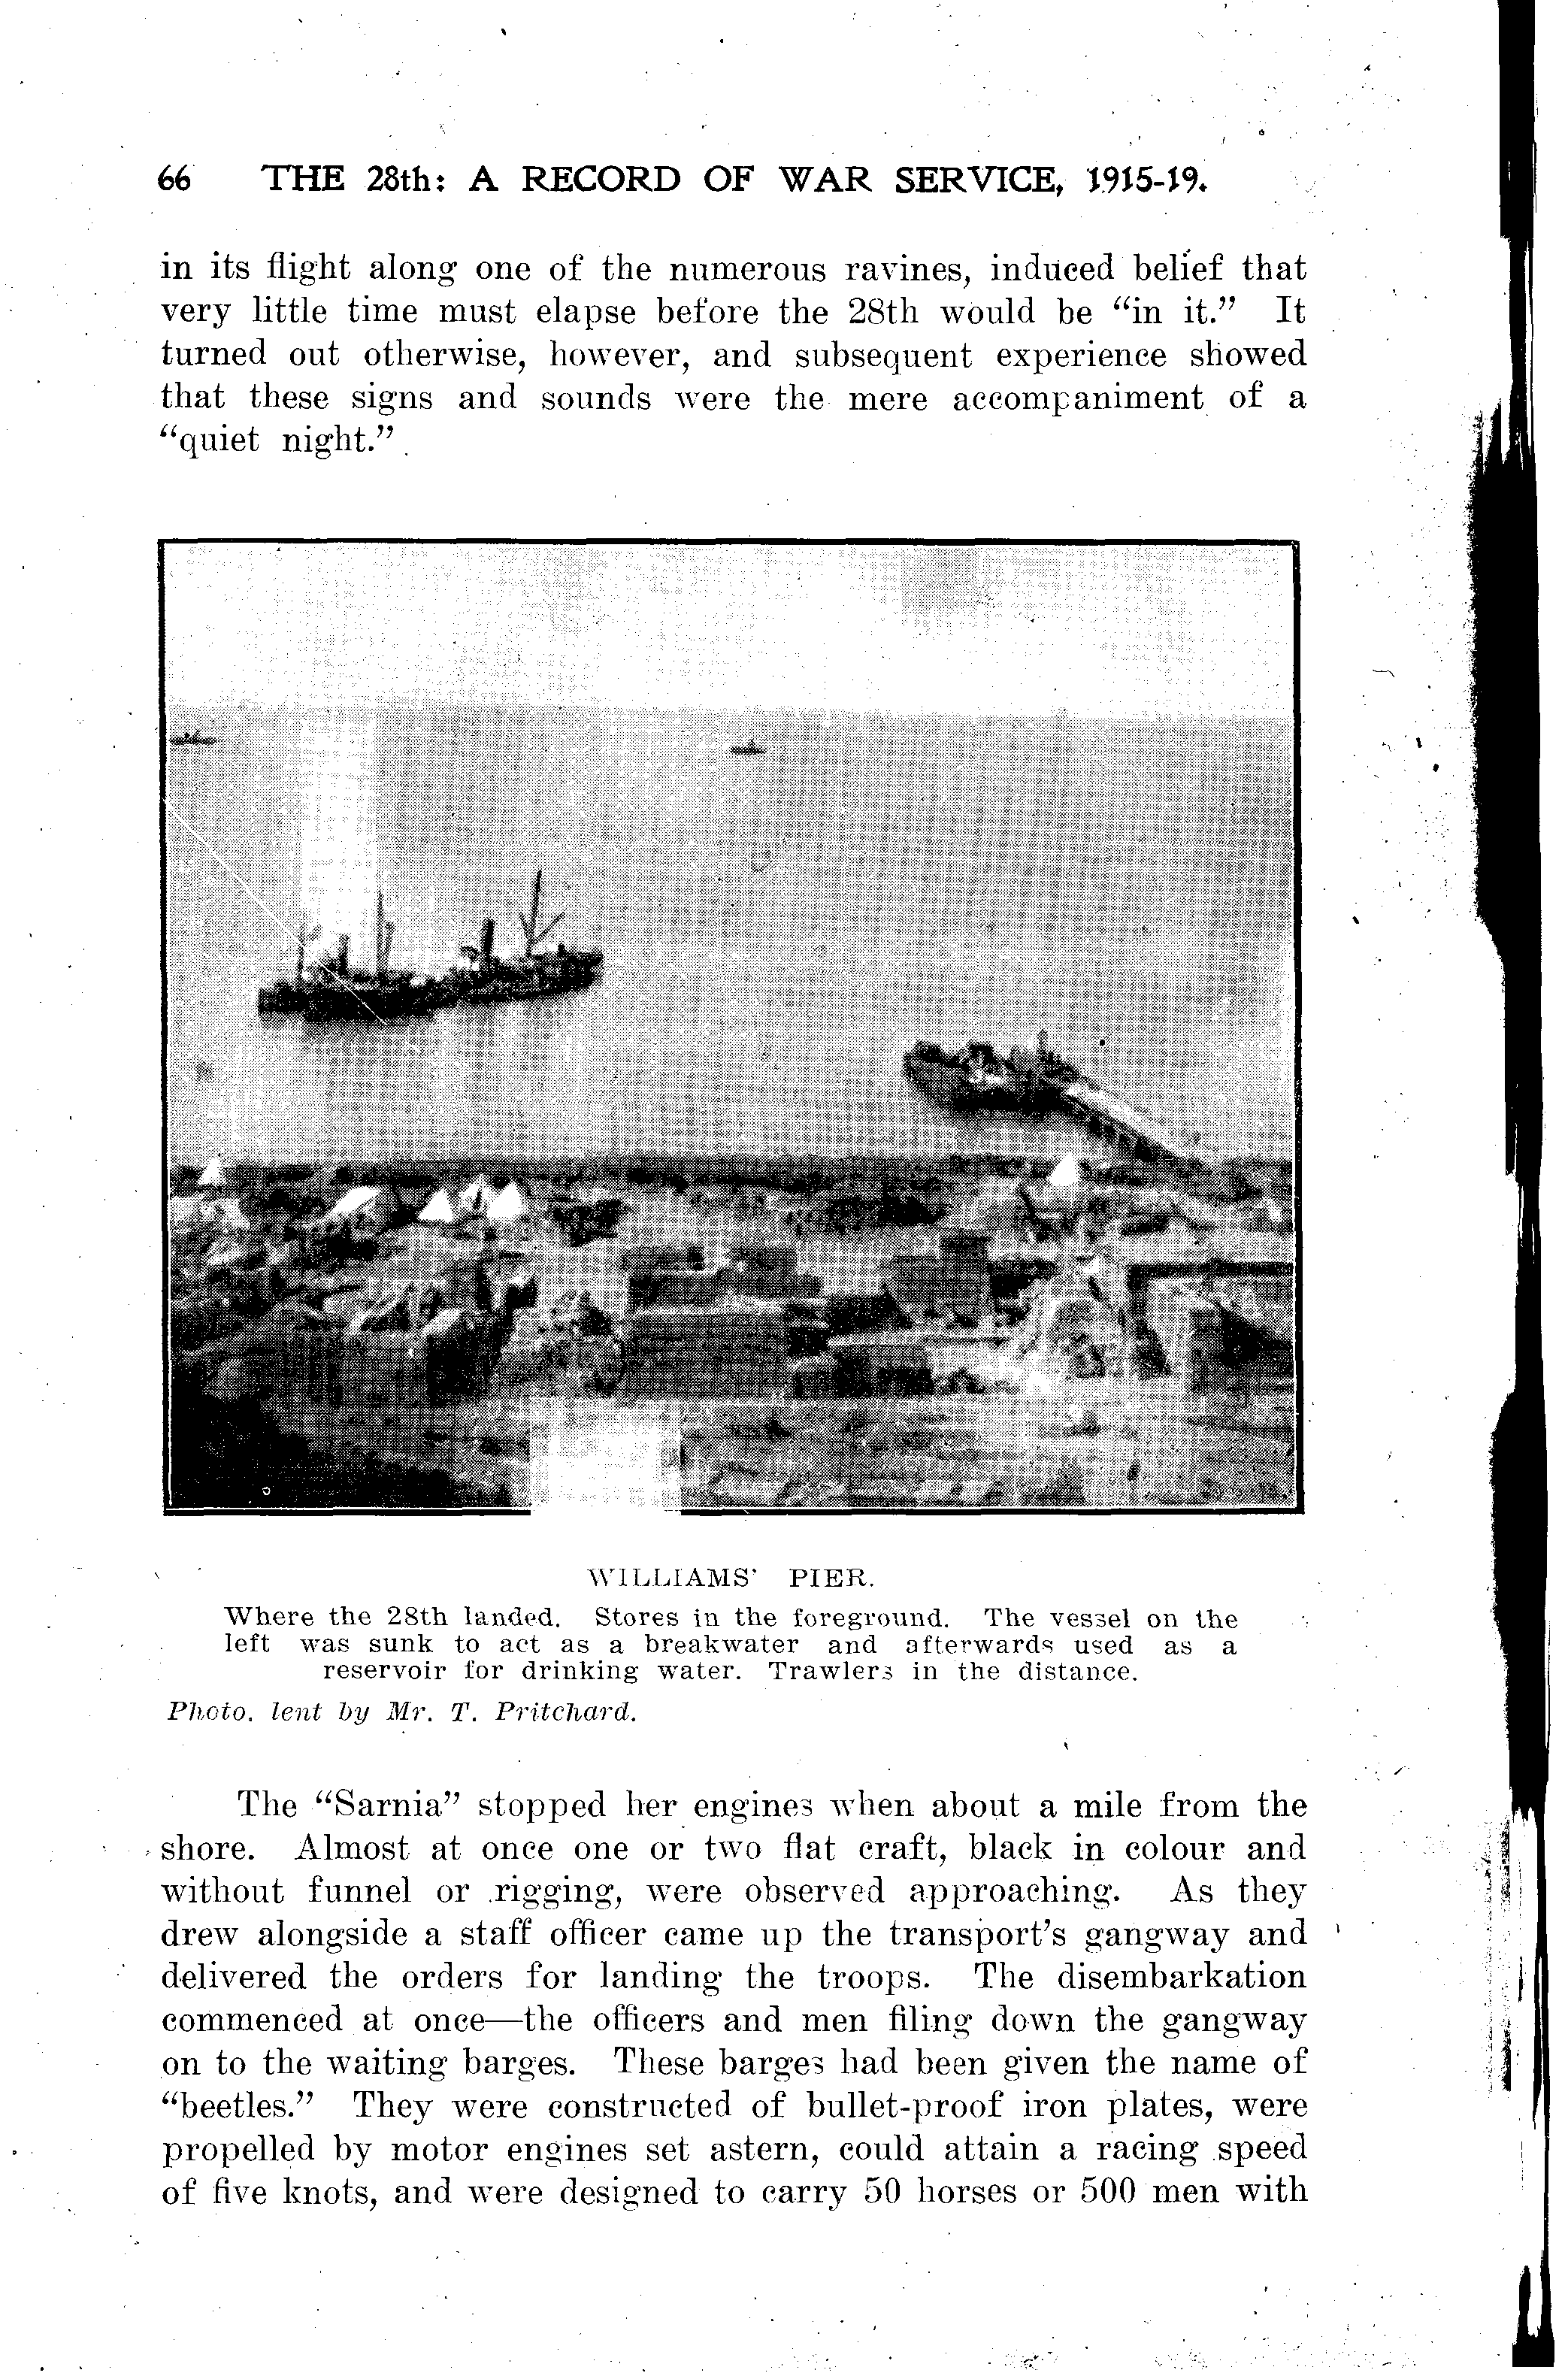 66 THE 28th: A RECORD OF WAR SERVICE, 1915-19.
in its flight along one of the numerous ravines, induced belief that
very little time must elapse before the 28th would be "in it." It
turned out otherwise, however, and subsequent experience showed
that these signs and sounds were the mere accompaniment of a
"quiet night."
WILLIAMS' PIER.
Where the 28th landed. Stores in the foreground. The vessel on the
left was sunk to act as a breakwater and afterwards used as a
reservoir for drinking water. Trawlers in the distance.
Photo. lent by Mr. T. Pritchard.
The "Sarnia" stopped her engines when about a mile from the
shore. Almost at once one or two flat craft, black in colour and
without funnel or rigging, were observed approaching. As they
drew alongside a staff officer came up the transport's gangway and
delivered the orders for landing the troops. The disembarkation
commenced at once—the officers and men filing down the gangway
on to the waiting barges. These barges had been given the name of
"beetles." They were constructed of bullet-proof iron plates, were
propelled by motor engines set astern, could attain a racing speed
of five knots, and were designed to carry 50 horses or 500 men with